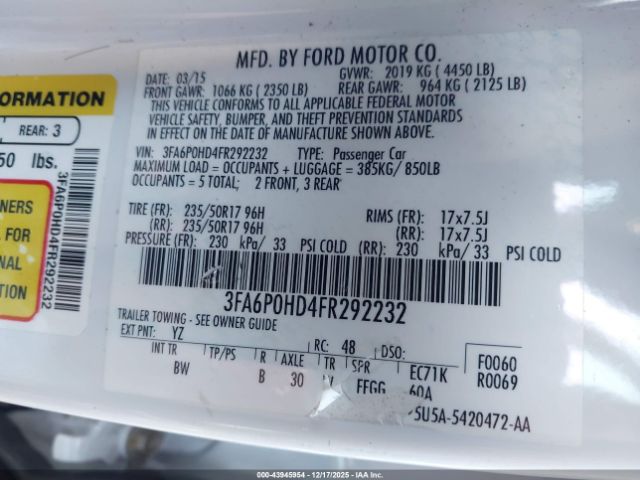 MFD. BY FORD MOTOR CO.
DATE: 03/15 GVWR: 2019 KG ( 4450 LB)
FRONT GAWR: 1066 KG ( 2350 LB) REAR GAWR: 964 KG ( 2125 LB)
THIS VEHICLE CONFORMS TO ALL APPLICABLE FEDERAL MOTOR
VEHICLE SAFETY, BUMPER, AND THEFT PREVENTION STANDARDS
IN EFFECT ON THE DATE OF MANUFACTURE SHOWN ABOVE.
VIN: 3FA6P0HD4FR292232 TYPE: Passenger Car
MAXIMUM LOAD = OCCUPANTS + LUGGAGE = 385KG/ 850LB
OCCUPANTS = 5 TOTAL; 2 FRONT, 3 REAR
TIRE (FR): 235/50R17 96H RIMS (FR): 17x7.5J
(RR): 235/50R17 96H (RR): 17x7.5J
PRESSURE (FR): 230 kPa/ 33 PSI COLD (RR): 230 kPa/ 33 PSI COLD
3FA6P0HD4FR292232
TRAILER TOWING - SEE OWNER GUIDE
EXT PNT: YZ RC: 48 DSO: F0060
INT TR TP/PS R AXLE TR SPR EC71K R0069
BW B 30 FFGG 60A
5U5A-5420472-AA
ORMATION
REAR: 3
50 lbs.
3FA6P0HD4FR292232
NERS
L FOR
NAL
TION
IN # : 43945954 | 12/17/2025 | IAA Inc.